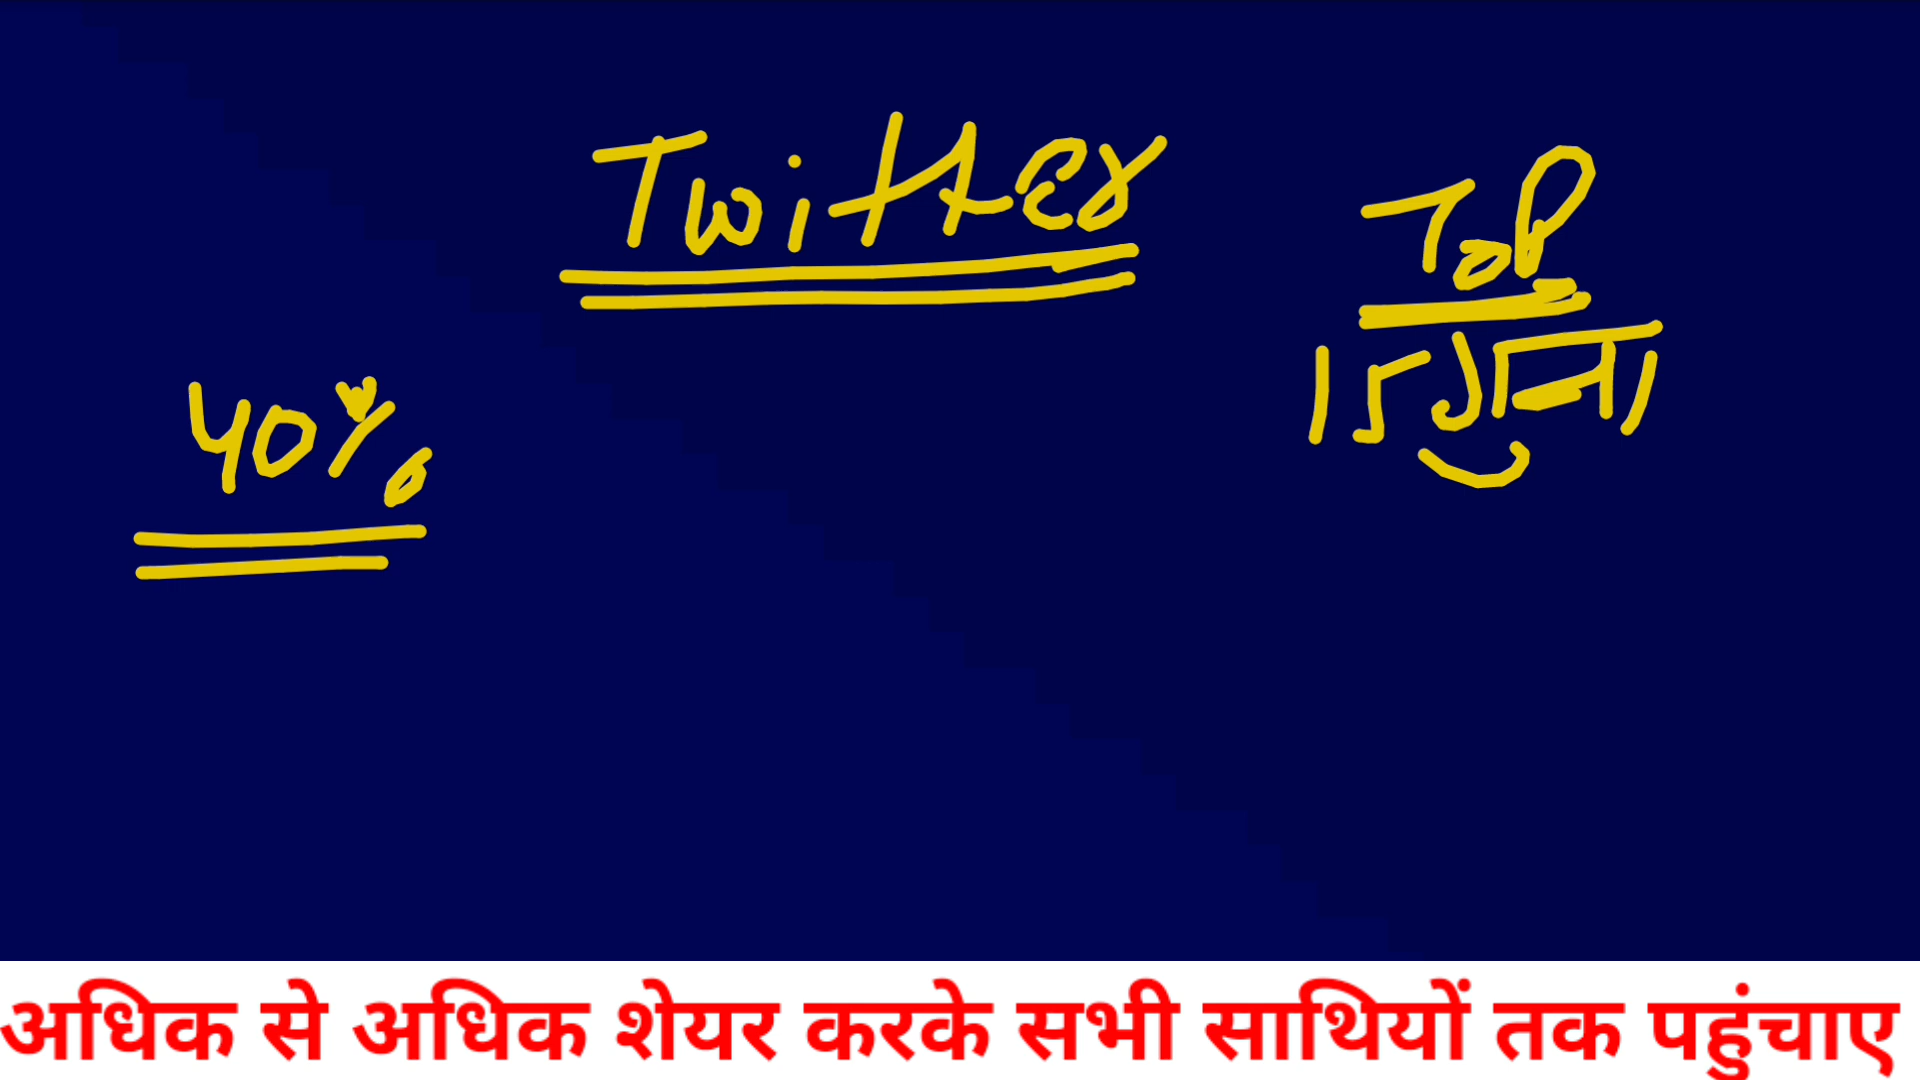 Twitter
Top
15 गुना
40%
अधिक से अधिक शेयर करके सभी साथियों तक पहुंचाए